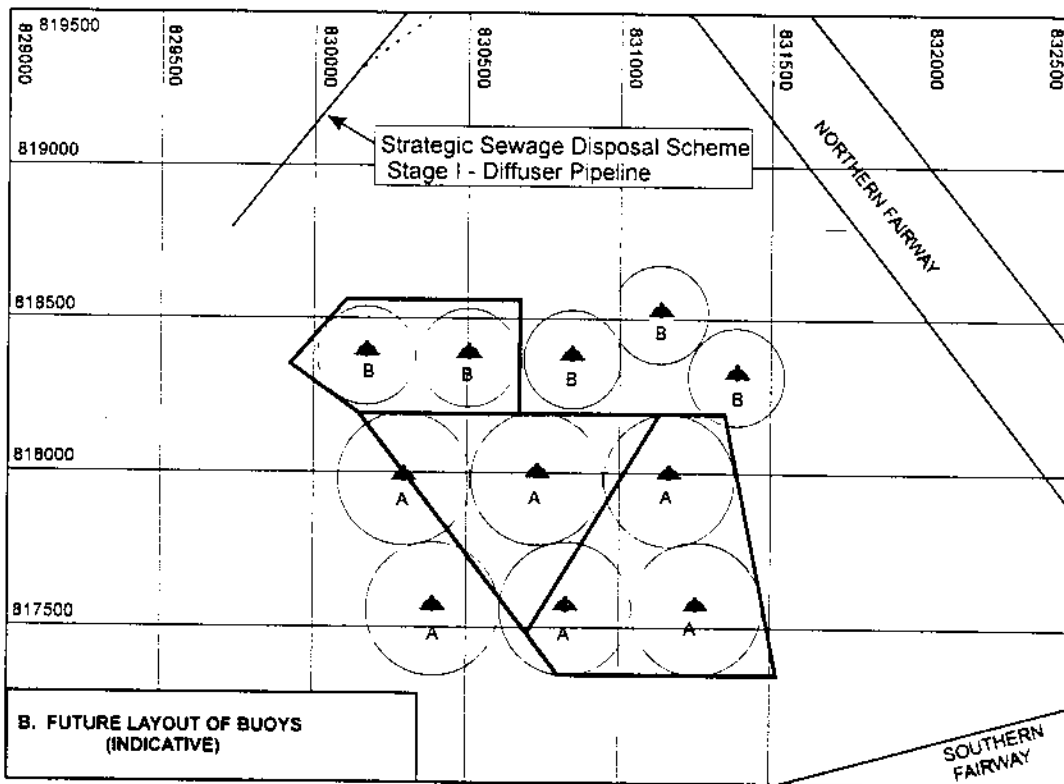 819500
829000
829500
830000
830500
831000
831500
832000
832500
Strategic Sewage Disposal Scheme
Stage I - Diffuser Pipeline
NORTHERN FAIRWAY
819000
818500
B
B
B
B
B
818000
A
A
A
817500
A
A
A
B. FUTURE LAYOUT OF BUOYS
(INDICATIVE)
SOUTHERN
FAIRWAY